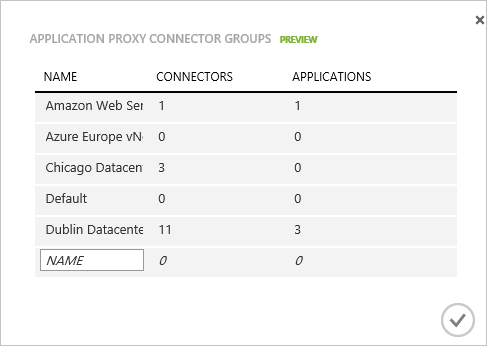 APPLICATION PROXY CONNECTOR GROUPS PREVIEW
NAME CONNECTORS APPLICATIONS
Amazon Web Ser 1 1
Azure Europe vN 0 0
Chicago Datacen 3 0
Default 0 0
Dublin Datacente 11 3
NAME 0 0